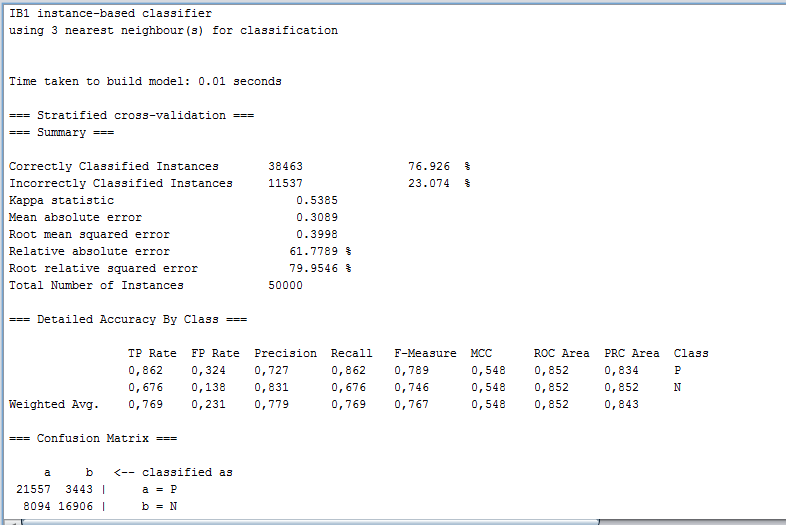 IB1 instance-based classifier
using 3 nearest neighbour(s) for classification
Time taken to build model: 0.01 seconds
=== Stratified cross-validation ===
=== Summary ===
Correctly Classified Instances 38463 76.926 %
Incorrectly Classified Instances 11537 23.074 %
Kappa statistic 0.5385
Mean absolute error 0.3089
Root mean squared error 0.3998
Relative absolute error 61.7789 %
Root relative squared error 79.9546 %
Total Number of Instances 50000
=== Detailed Accuracy By Class ===
TP Rate FP Rate Precision Recall F-Measure MCC ROC Area PRC Area Class
0,862 0,324 0,727 0,862 0,789 0,548 0,852 0,834 P
0,676 0,138 0,831 0,676 0,746 0,548 0,852 0,852 N
Weighted Avg. 0,769 0,231 0,779 0,769 0,767 0,548 0,852 0,843
=== Confusion Matrix ===
a b <-- classified as
21557 3443 | a = P
8094 16906 | b = N